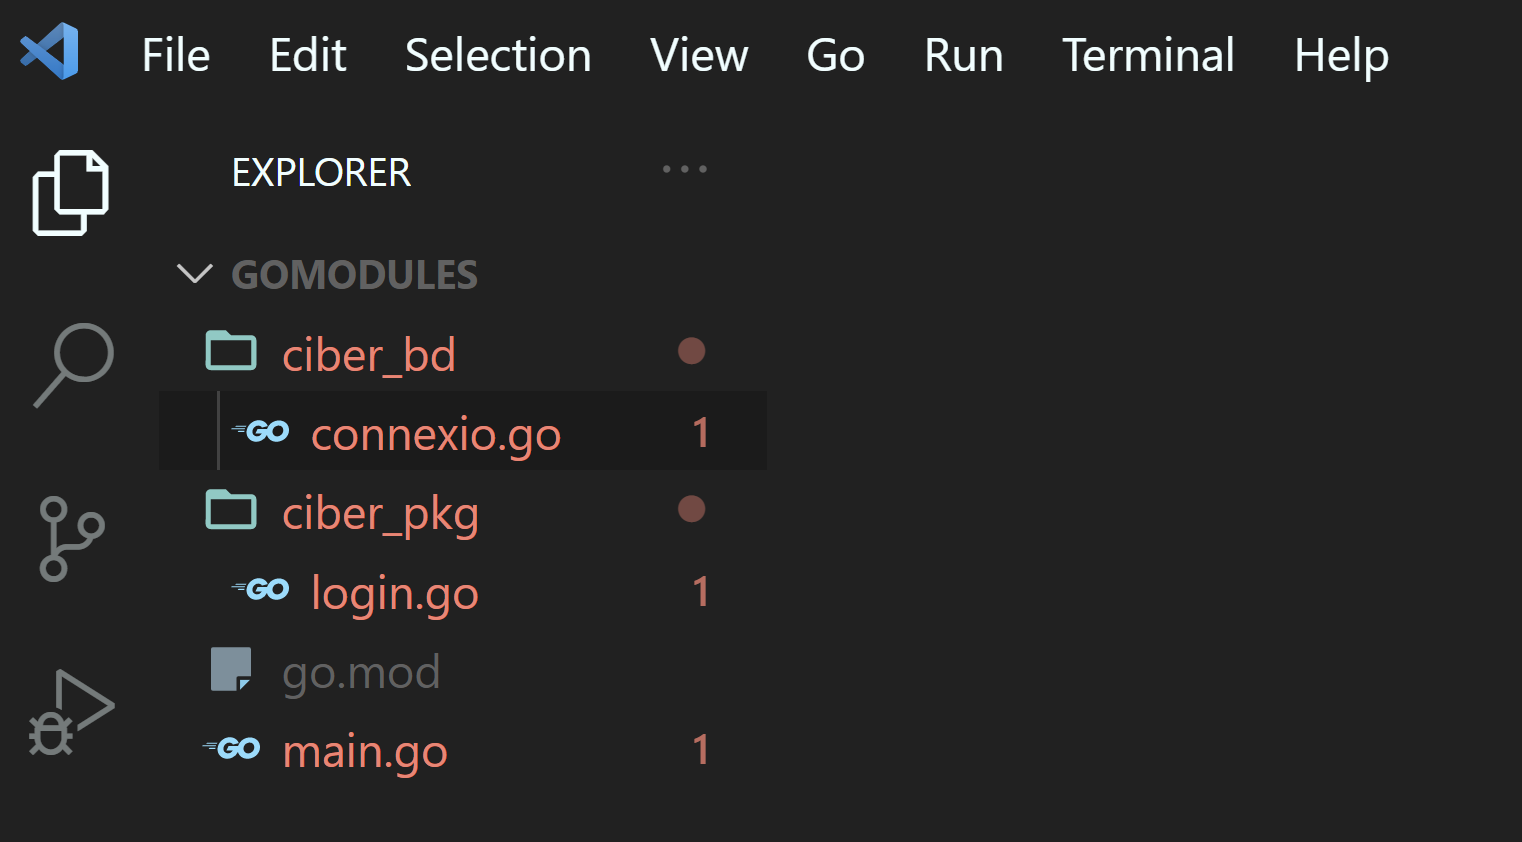 File Edit Selection View Go Run Terminal Help
EXPLORER
GOMODULES
ciber_bd
GO connexio.go 1
ciber_pkg
GO login.go 1
go.mod
GO main.go 1